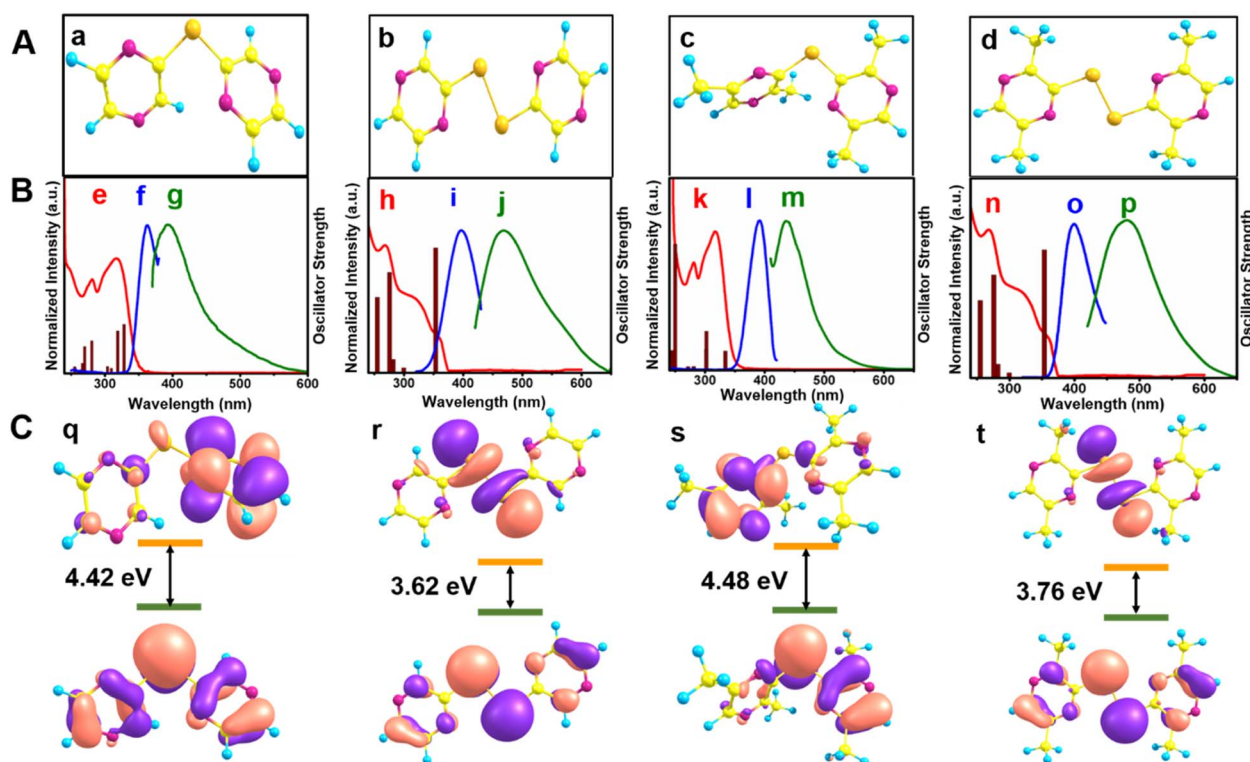 A
a
b
c
d
B
Normalized Intensity (a.u.)
e
f
g
Oscillator Strength
300
400
500
600
Wavelength (nm)
Normalized Intensity (a.u.)
h
i
j
Oscillator Strength
300
400
500
600
Wavelength (nm)
Normalized Intensity (a.u.)
k
l
m
Oscillator Strength
300
400
500
600
Wavelength (nm)
Normalized Intensity (a.u.)
n
o
p
Oscillator Strength
300
400
500
600
Wavelength (nm)
C
q
r
s
t
4.42 eV
3.62 eV
4.48 eV
3.76 eV